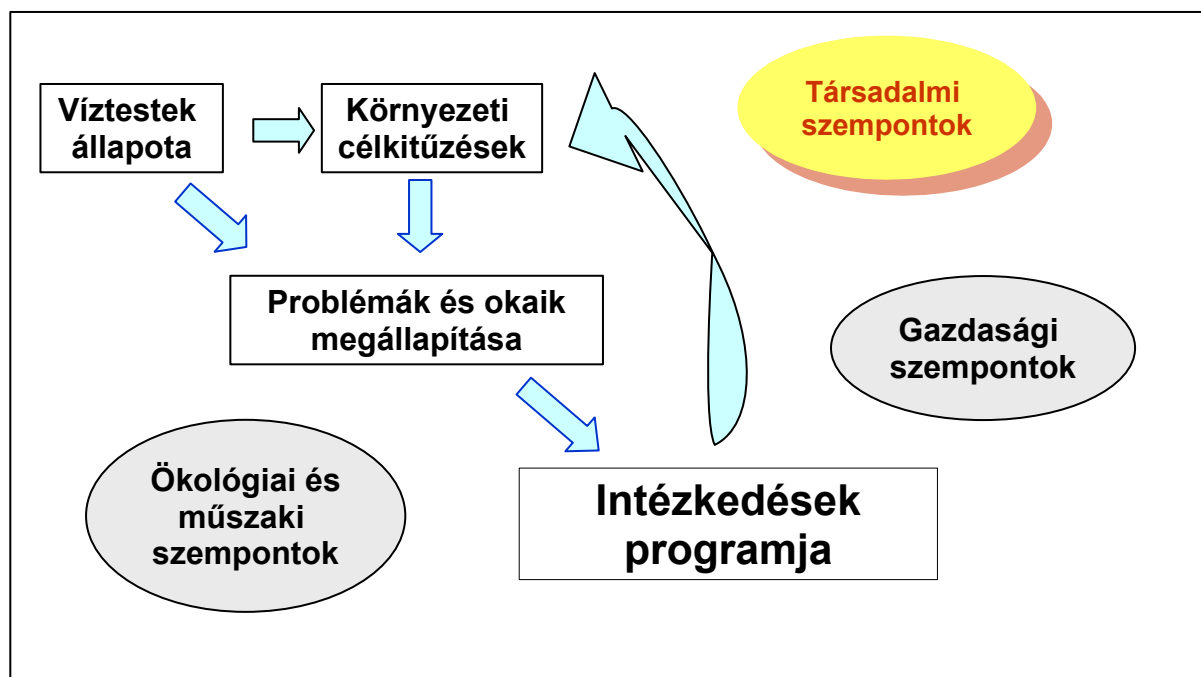 Víztestek
állapota
Környezeti
célkitűzések
Társadalmi
szempontok
Problémák és okaik
megállapítása
Gazdasági
szempontok
Ökológiai és
műszaki
szempontok
Intézkedések
programja